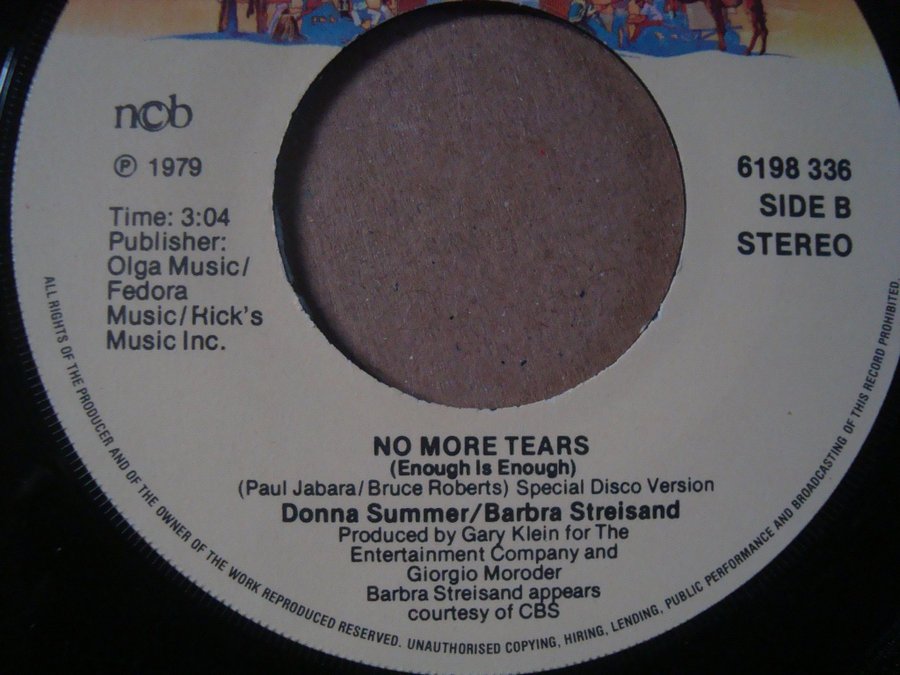 ncb
℗ 1979
Time: 3:04
Publisher:
Olga Music/
Fedora
Music/Rick's
Music Inc.
6198 336
SIDE B
STEREO
NO MORE TEARS
(Enough Is Enough)
(Paul Jabara/Bruce Roberts) Special Disco Version
Donna Summer/Barbra Streisand
Produced by Gary Klein for The
Entertainment Company and
Giorgio Moroder
Barbra Streisand appears
courtesy of CBS
ALL RIGHTS OF THE PRODUCER AND OF THE OWNER OF THE WORK REPRODUCED RESERVED. UNAUTHORISED COPYING, HIRING, LENDING, PUBLIC PERFORMANCE AND BROADCASTING OF THIS RECORD PROHIBITED.